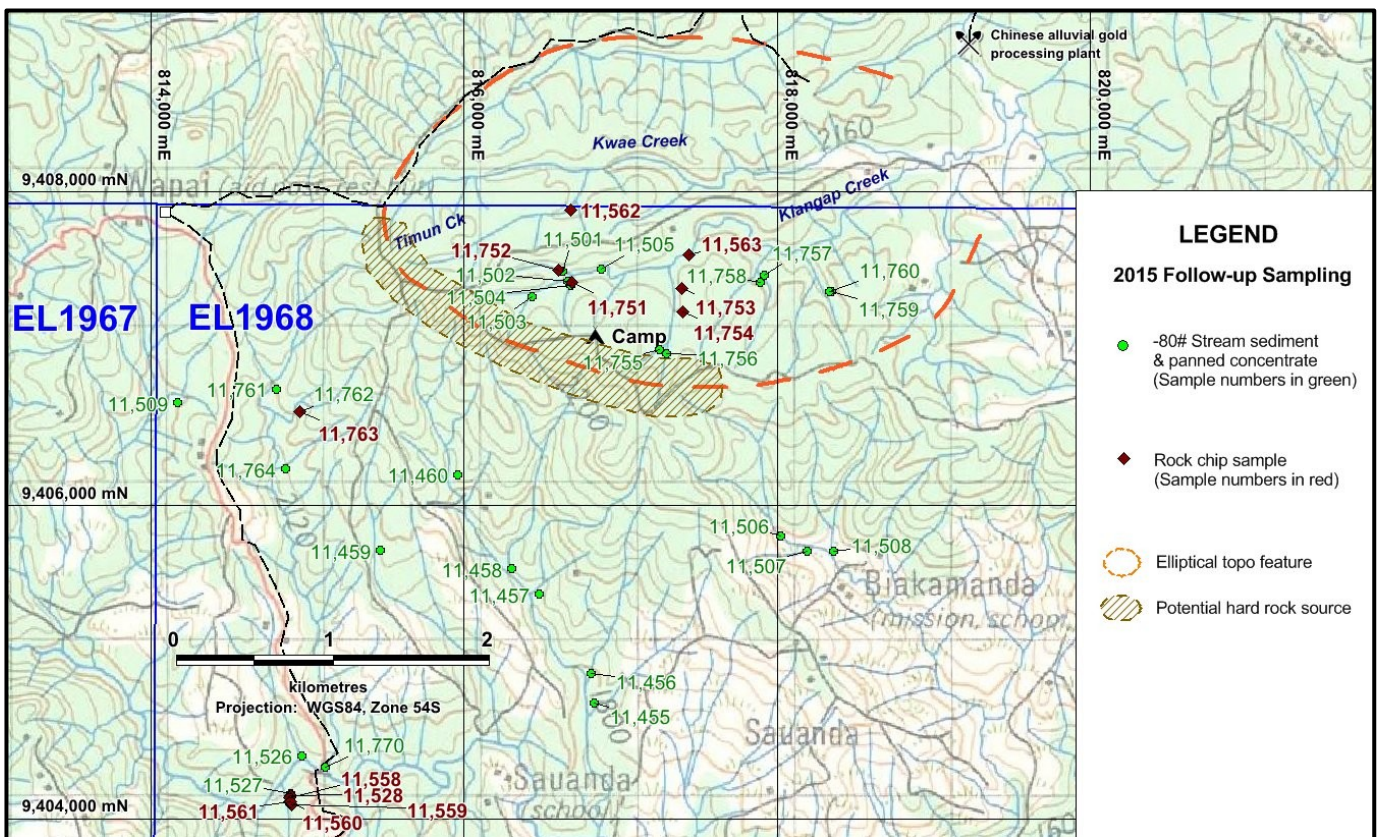 Chinese alluvial gold
processing plant
814,000 mE
816,000 mE
818,000 mE
820,000 mE
2160
Kwae Creek
9,408,000 mN
Wapai
Klangap Creek
Timun Ck
11,562
11,501
11,505
11,563
11,752
11,757
11,502
11,758
11,760
11,504
11,751
11,753
11,759
11,503
11,754
EL1967
EL1968
Camp
11,755
11,756
11,761
11,762
11,509
11,763
11,764
11,460
2120
9,406,000 mN
11,506
11,459
11,508
11,507
11,458
11,457
Biakamanda
(mission, school,
0 1 2
kilometres
Projection: WGS84, Zone 54S
11,456
11,455
Sauanda
11,526
11,770
Sauanda
(school)
11,527
11,558
11,528
11,561
11,559
11,560
9,404,000 mN
LEGEND
2015 Follow-up Sampling
-80# Stream sediment
& panned concentrate
(Sample numbers in green)
Rock chip sample
(Sample numbers in red)
Elliptical topo feature
Potential hard rock source